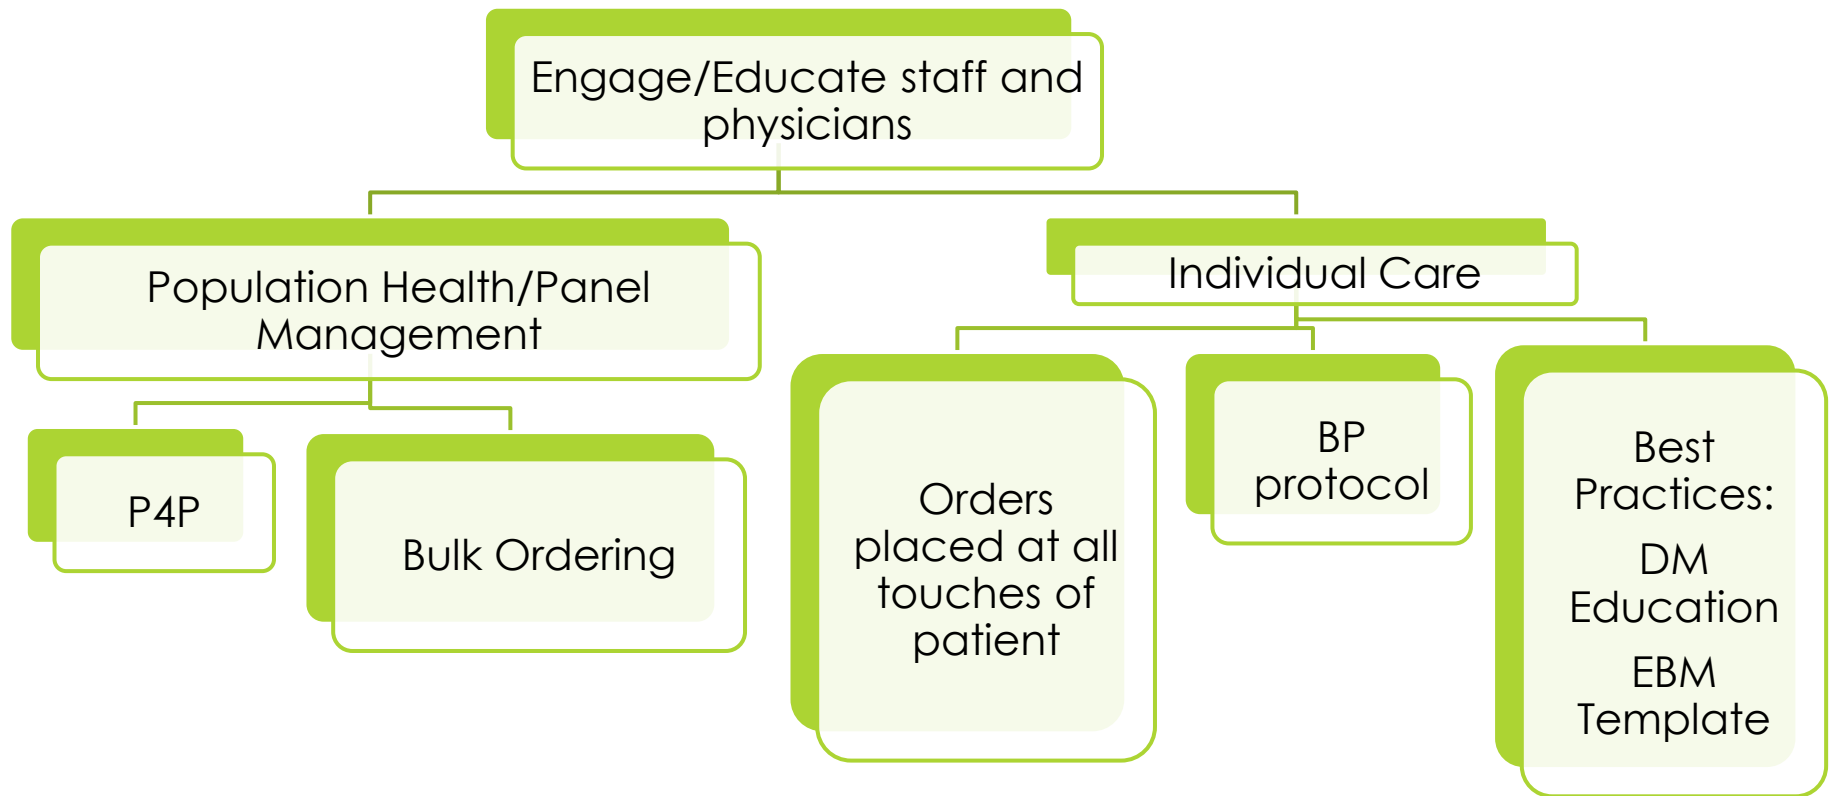 Engage/Educate staff and
physicians
Population Health/Panel
Management
Individual Care
P4P
Bulk Ordering
Orders
placed at all
touches of
patient
BP
protocol
Best
Practices:
DM
Education
EBM
Template